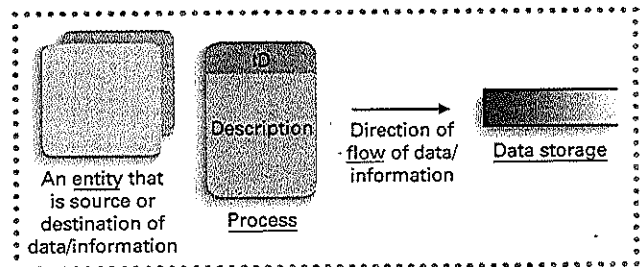 ID
Description
An entity that
is source or
destination of
data/information
Process
Direction of
flow of data/
information
Data storage